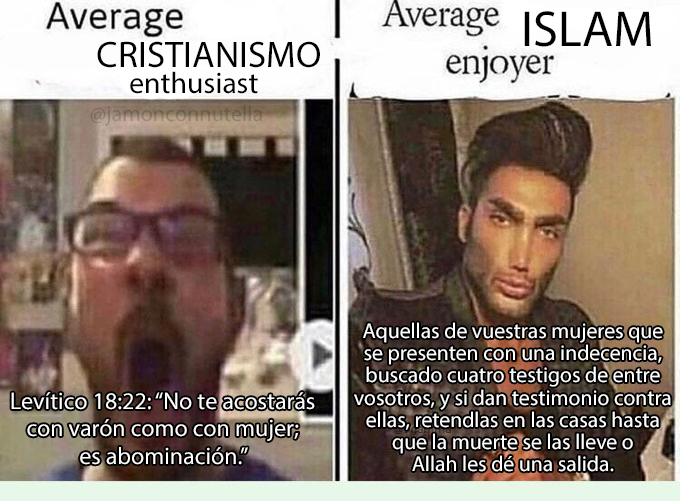 Average
CRISTIANISMO
enthusiast
@jamonconnutella
Levítico 18:22: “No te acostarás
con varón como con mujer;
es abominación.”
Average ISLAM
enjoyer
Aquellas de vuestras mujeres que
se presenten con una indecencia,
buscado cuatro testigos de entre
vosotros, y si dan testimonio contra
ellas, retendlas en las casas hasta
que la muerte se las lleve o
Allah les dé una salida.